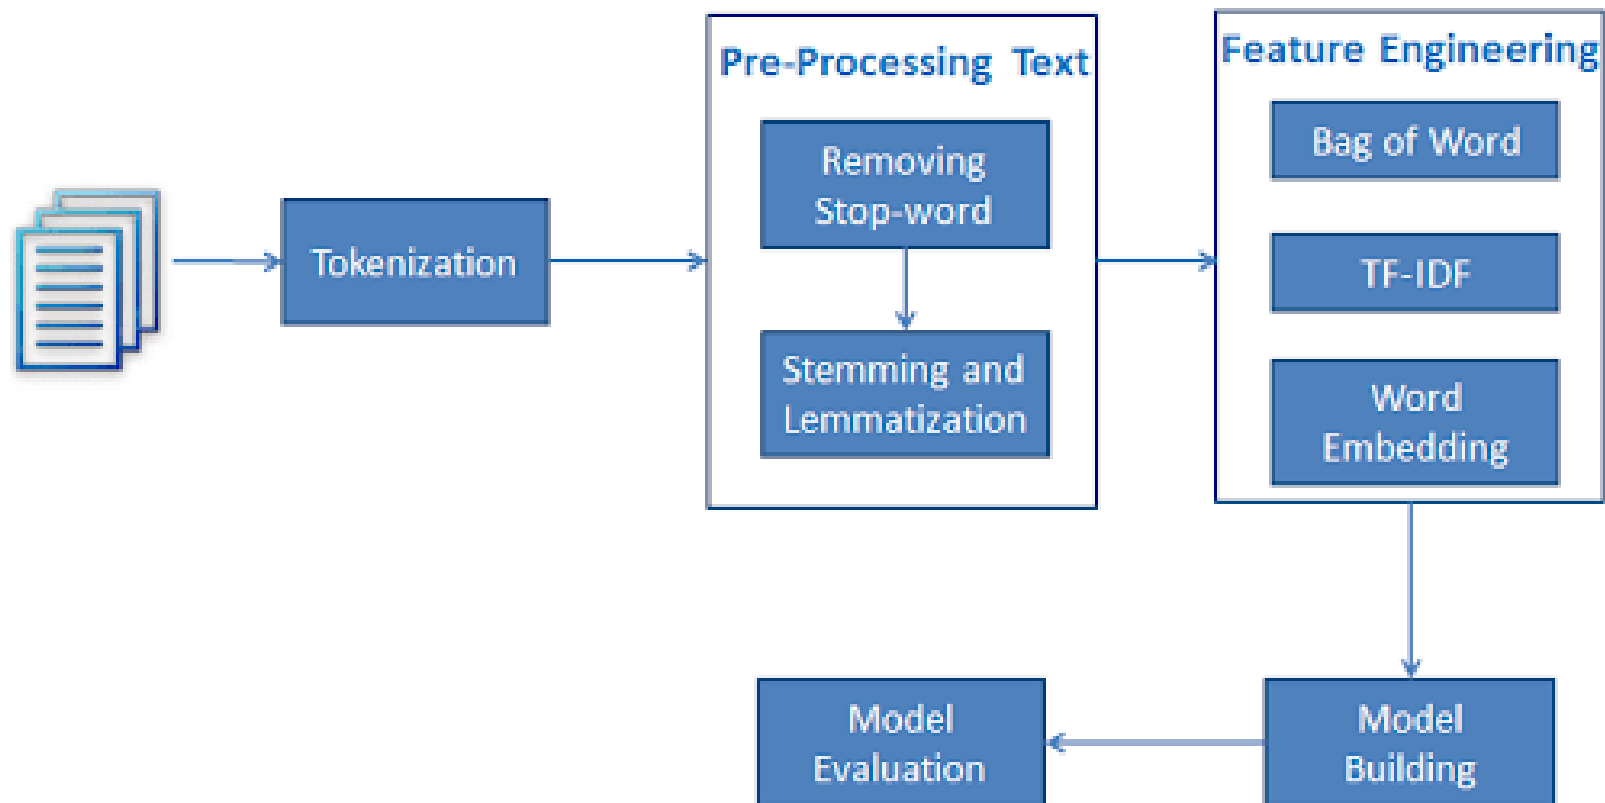 Tokenization
Pre-Processing Text
Removing
Stop-word
Stemming and
Lemmatization
Feature Engineering
Bag of Word
TF-IDF
Word
Embedding
Model
Building
Model
Evaluation